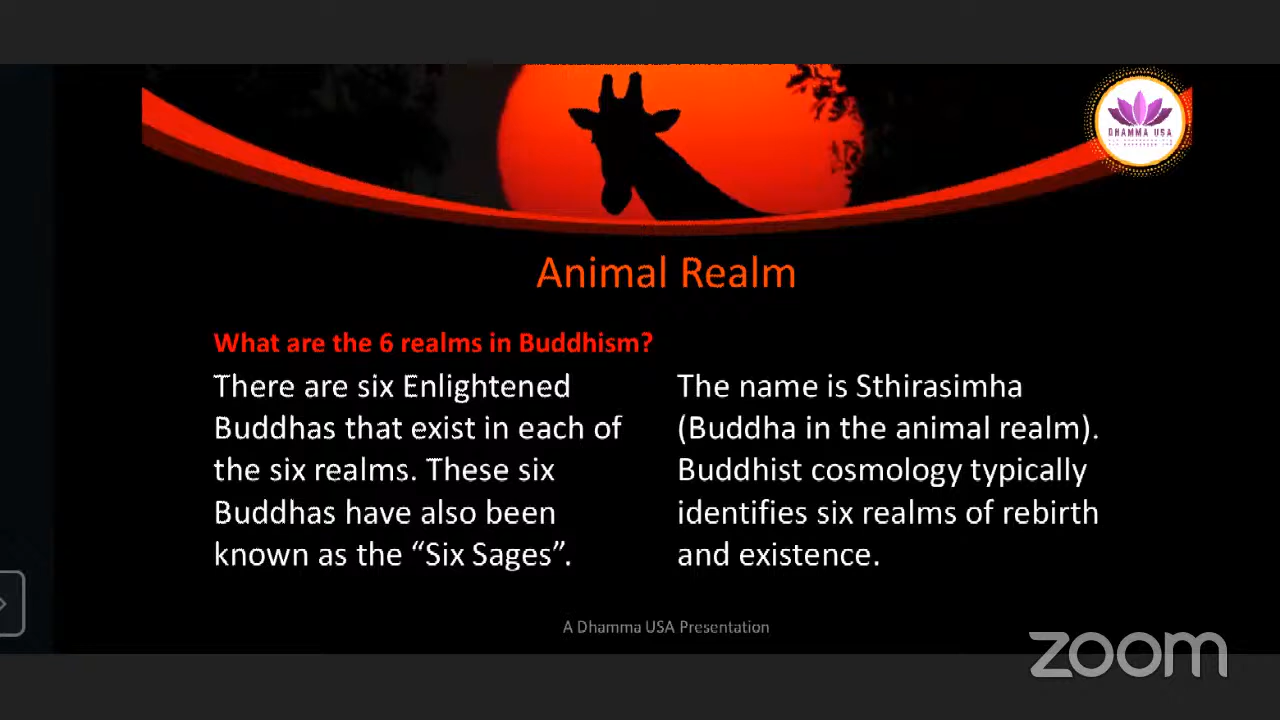 DHAMMA USA
Animal Realm
What are the 6 realms in Buddhism?
There are six Enlightened
Buddhas that exist in each of
the six realms. These six
Buddhas have also been
known as the “Six Sages”.
The name is Sthirasimha
(Buddha in the animal realm).
Buddhist cosmology typically
identifies six realms of rebirth
and existence.
A Dhamma USA Presentation
zoom